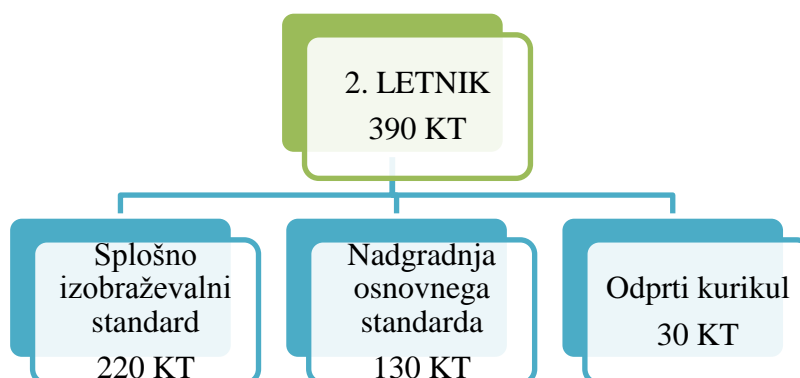 2. LETNIK
390 KT
Splošno
izobraževalni
standard
220 KT
Nadgradnja
osnovnega
standarda
130 KT
Odprti kurikul
30 KT